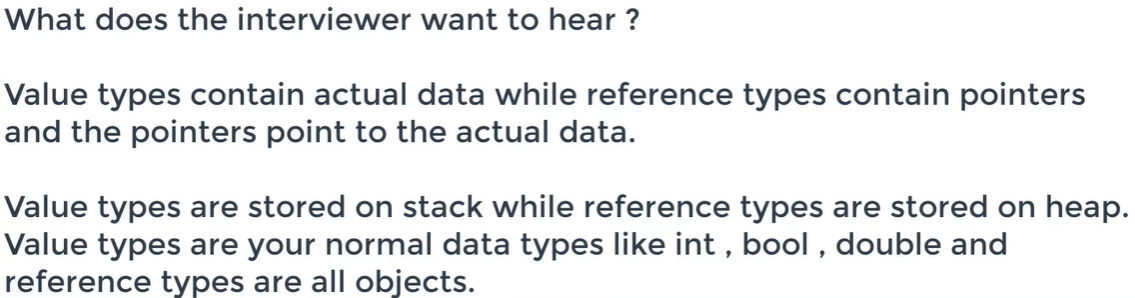 What does the interviewer want to hear ?
Value types contain actual data while reference types contain pointers
and the pointers point to the actual data.
Value types are stored on stack while reference types are stored on heap.
Value types are your normal data types like int , bool , double and
reference types are all objects.